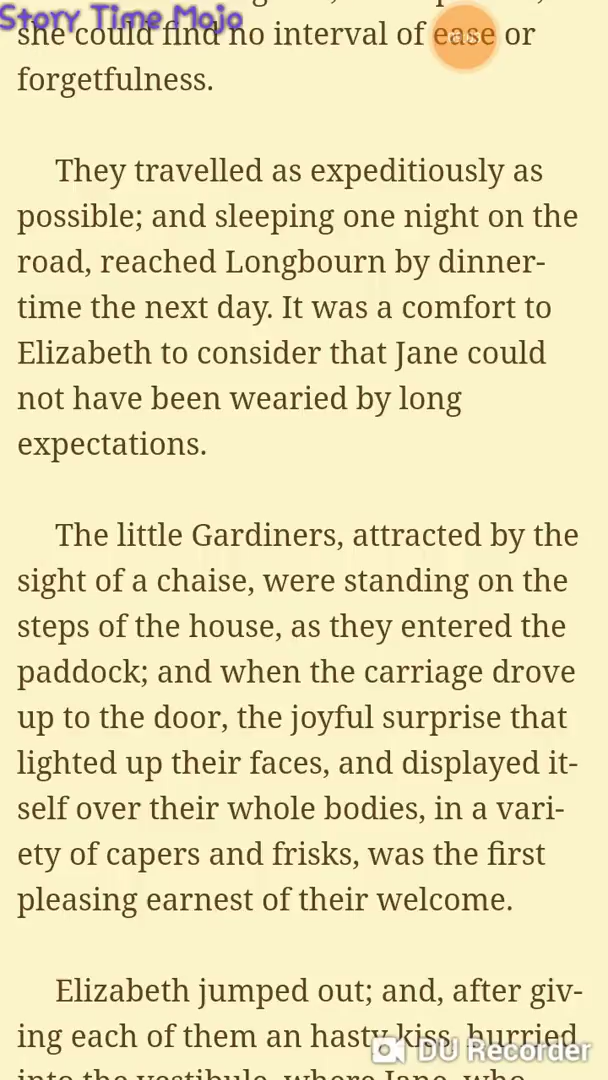 Story Time Mojo
she could find no interval of ease or
forgetfulness.
They travelled as expeditiously as
possible; and sleeping one night on the
road, reached Longbourn by dinner-
time the next day. It was a comfort to
Elizabeth to consider that Jane could
not have been wearied by long
expectations.
The little Gardiners, attracted by the
sight of a chaise, were standing on the
steps of the house, as they entered the
paddock; and when the carriage drove
up to the door, the joyful surprise that
lighted up their faces, and displayed it-
self over their whole bodies, in a vari-
ety of capers and frisks, was the first
pleasing earnest of their welcome.
Elizabeth jumped out; and, after giv-
ing each of them an hasty kiss, hurried
DU Recorder
into the vestibule, where Jane, who